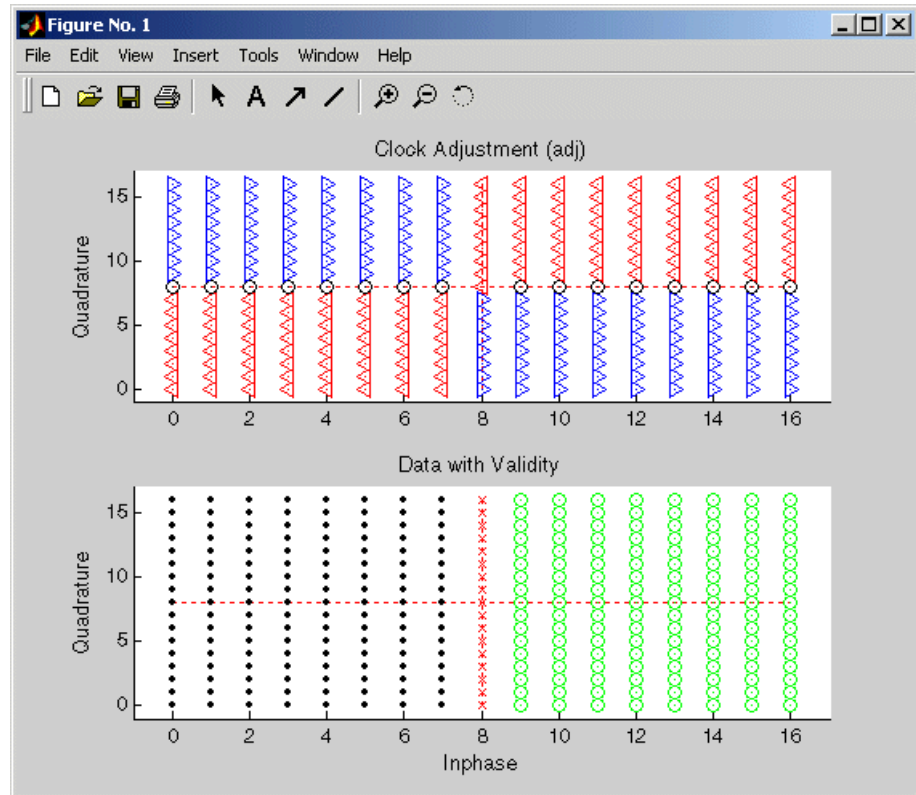 Figure No. 1
File Edit View Insert Tools Window Help
A
Clock Adjustment (adj)
Quadrature
15
10
5
0
0 2 4 6 8 10 12 14 16
Data with Validity
Quadrature
15
10
5
0
0 2 4 6 8 10 12 14 16
Inphase